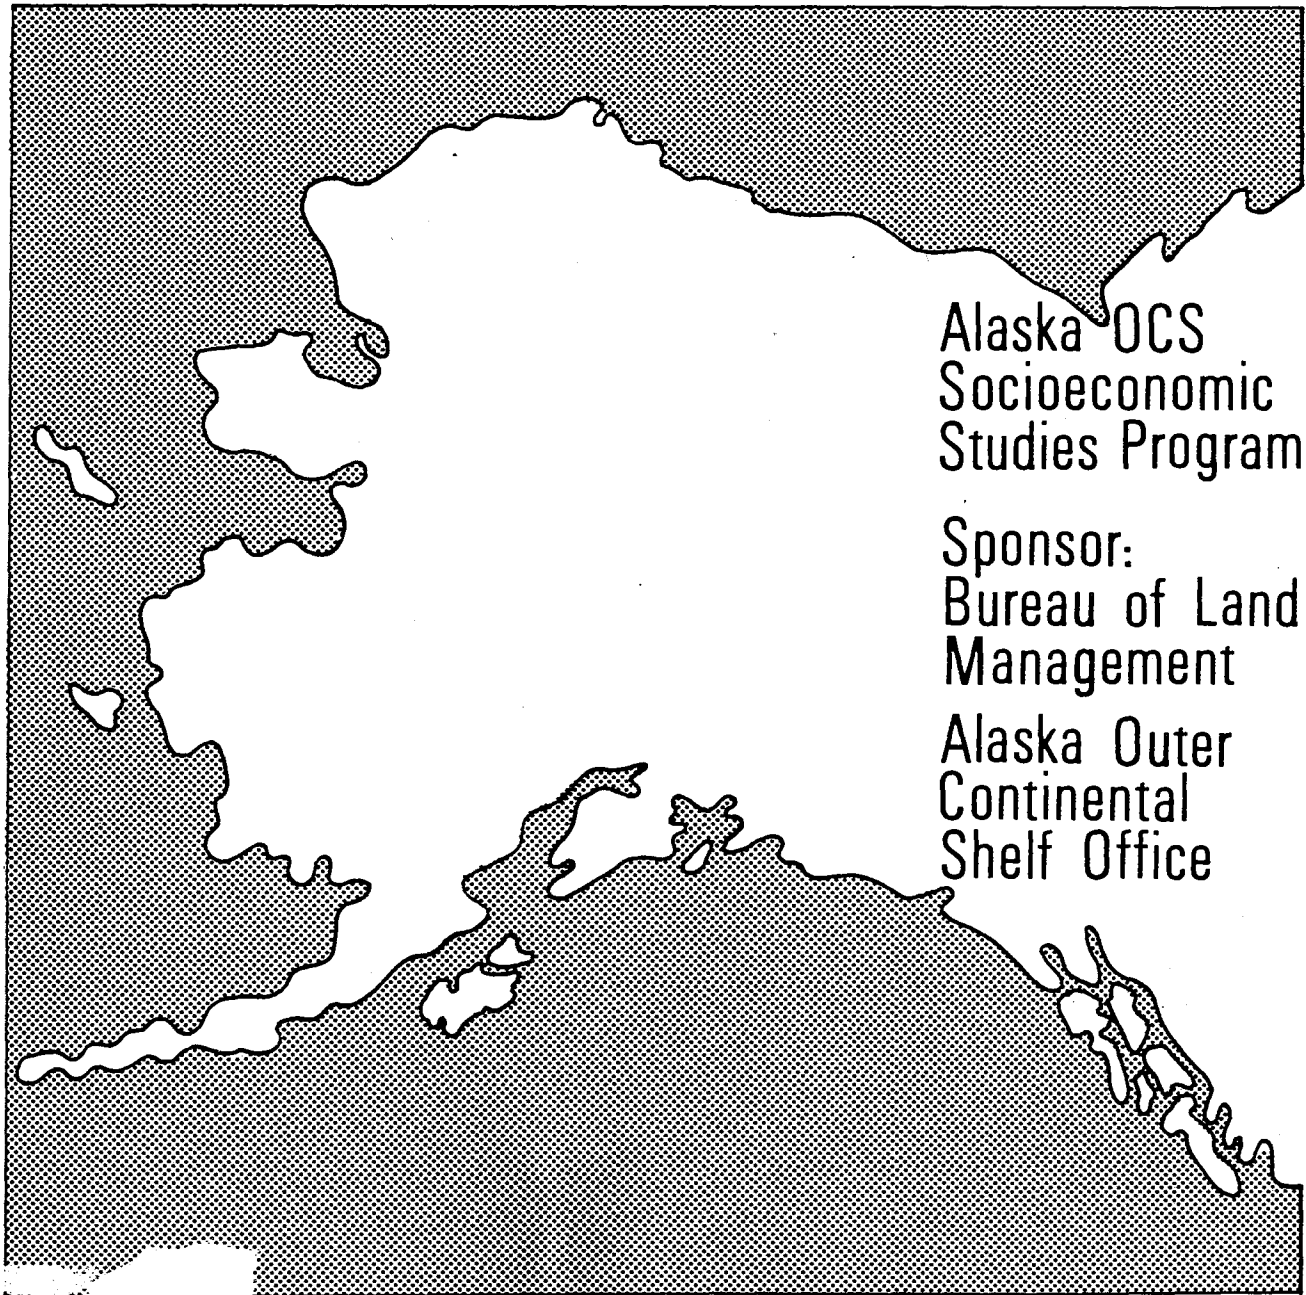 Alaska OCS
Socioeconomic
Studies Program
Sponsor:
Bureau of Land
Management
Alaska Outer
Continental
Shelf Office